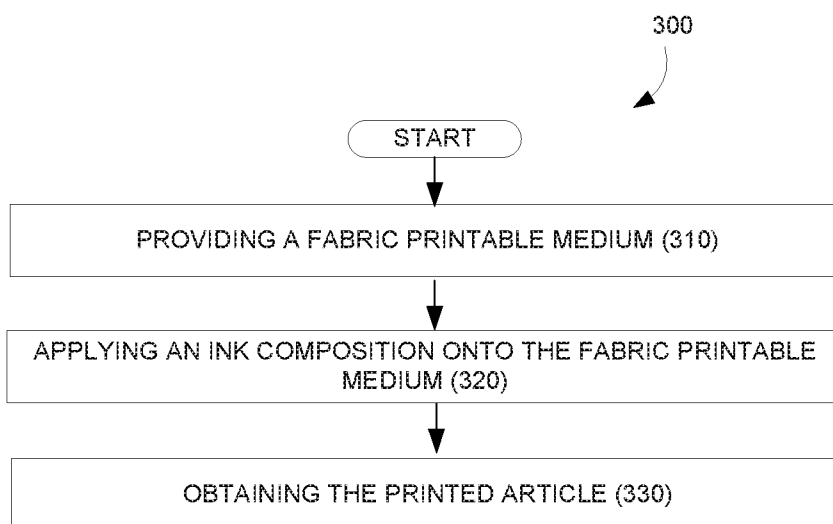 300
START
PROVIDING A FABRIC PRINTABLE MEDIUM (310)
APPLYING AN INK COMPOSITION ONTO THE FABRIC PRINTABLE
MEDIUM (320)
OBTAINING THE PRINTED ARTICLE (330)